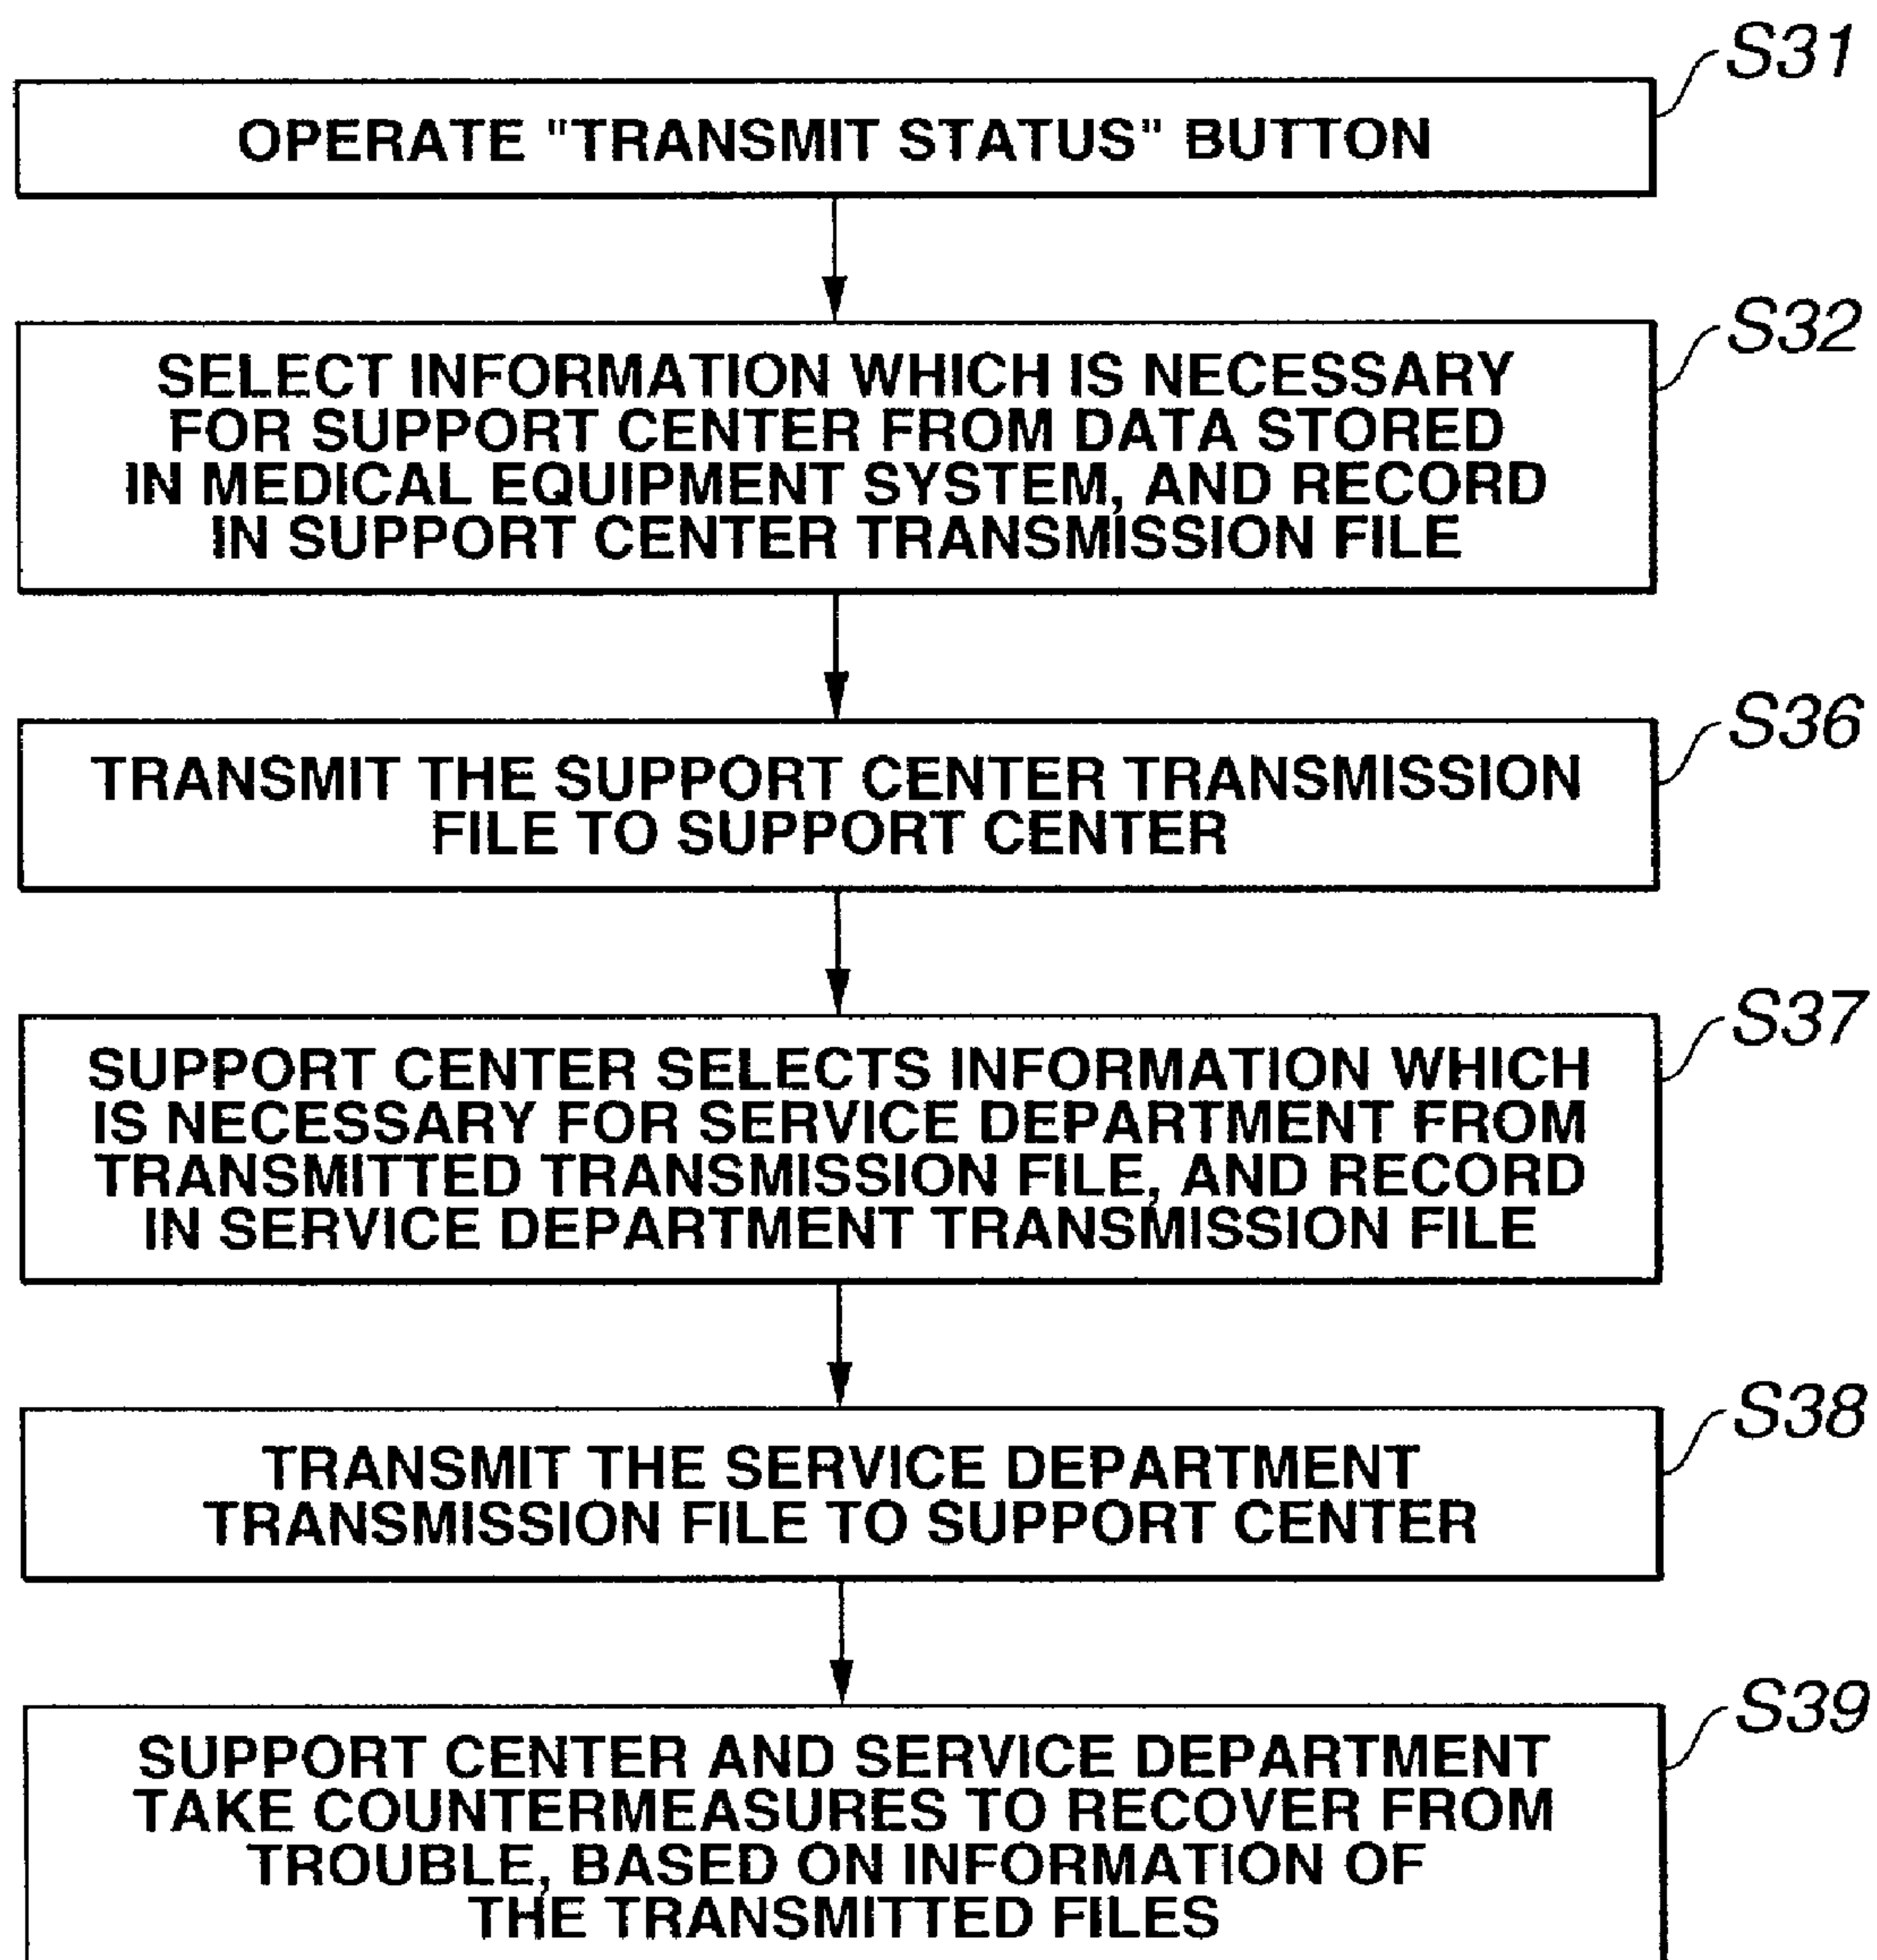 S31
OPERATE "TRANSMIT STATUS" BUTTON
S32
SELECT INFORMATION WHICH IS NECESSARY
FOR SUPPORT CENTER FROM DATA STORED
IN MEDICAL EQUIPMENT SYSTEM, AND RECORD
IN SUPPORT CENTER TRANSMISSION FILE
S36
TRANSMIT THE SUPPORT CENTER TRANSMISSION
FILE TO SUPPORT CENTER
S37
SUPPORT CENTER SELECTS INFORMATION WHICH
IS NECESSARY FOR SERVICE DEPARTMENT FROM
TRANSMITTED TRANSMISSION FILE, AND RECORD
IN SERVICE DEPARTMENT TRANSMISSION FILE
S38
TRANSMIT THE SERVICE DEPARTMENT
TRANSMISSION FILE TO SUPPORT CENTER
S39
SUPPORT CENTER AND SERVICE DEPARTMENT
TAKE COUNTERMEASURES TO RECOVER FROM
TROUBLE, BASED ON INFORMATION OF
THE TRANSMITTED FILES